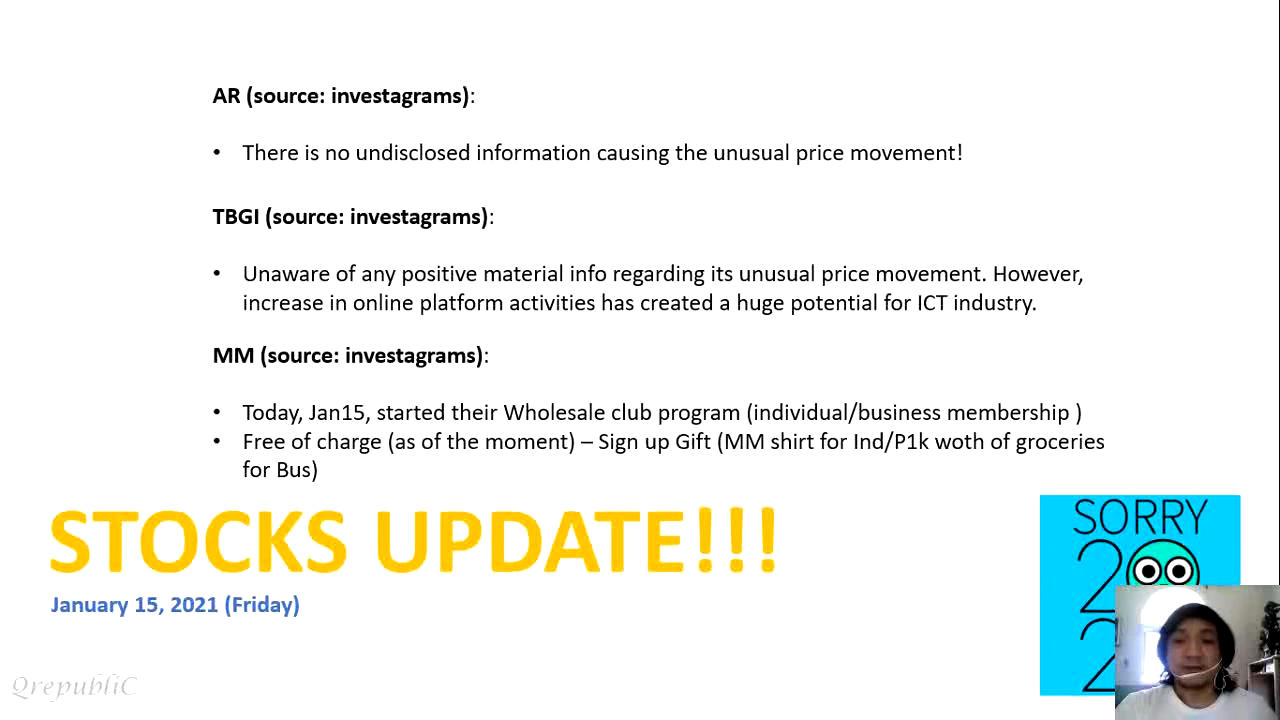 AR (source: investagrams):
• There is no undisclosed information causing the unusual price movement!
TBGI (source: investagrams):
• Unaware of any positive material info regarding its unusual price movement. However,
increase in online platform activities has created a huge potential for ICT industry.
MM (source: investagrams):
• Today, Jan15, started their Wholesale club program (individual/business membership )
• Free of charge (as of the moment) – Sign up Gift (MM shirt for Ind/P1k woth of groceries
for Bus)
STOCKS UPDATE!!!
January 15, 2021 (Friday)
SORRY
20
2
QrepubliC